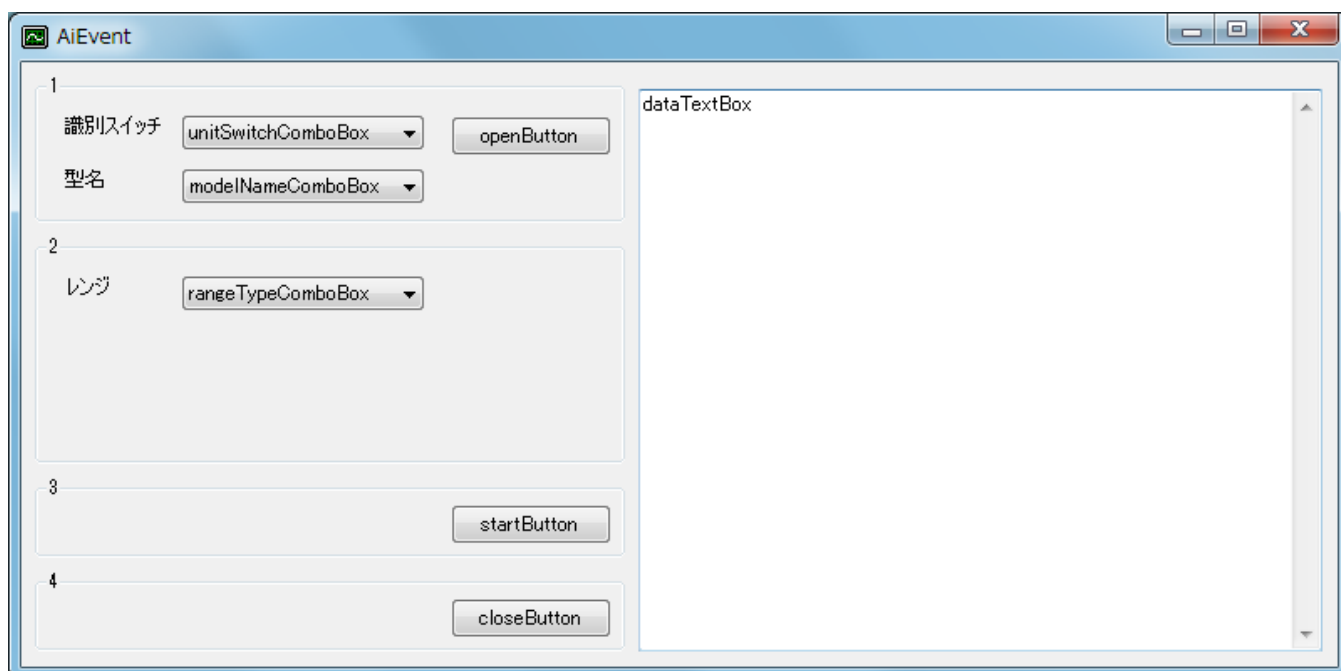 AiEvent
1
識別スイッチ
unitSwitchComboBox
openButton
型名
modelNameComboBox
2
レンジ
rangeTypeComboBox
3
startButton
4
closeButton
dataTextBox